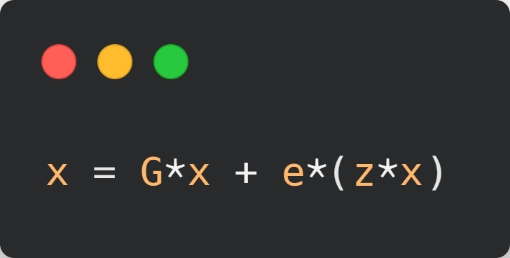 x = G*x + e*(z*x)